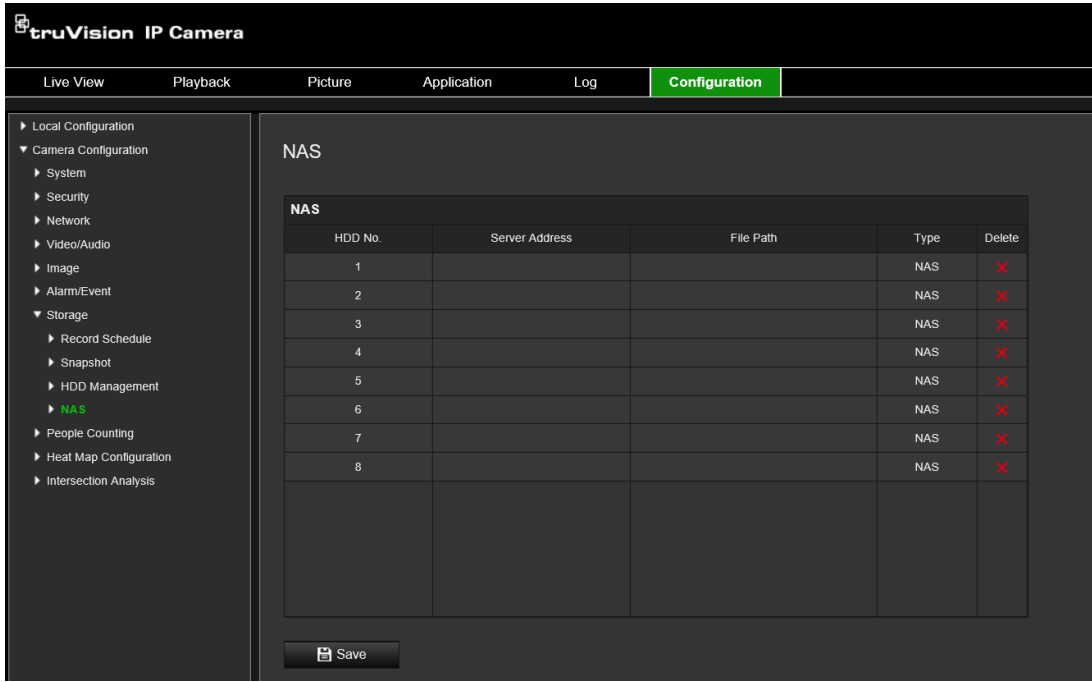 truVision IP Camera
Live View Playback Picture Application Log Configuration
Local Configuration
Camera Configuration
System
Security
Network
Video/Audio
Image
Alarm/Event
Storage
Record Schedule
Snapshot
HDD Management
NAS
People Counting
Heat Map Configuration
Intersection Analysis
NAS
NAS
HDD No. Server Address File Path Type Delete
1 NAS
2 NAS
3 NAS
4 NAS
5 NAS
6 NAS
7 NAS
8 NAS
Save